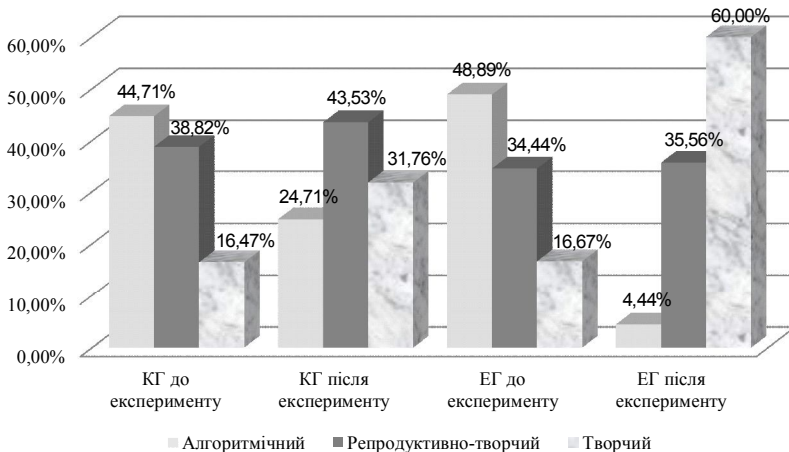 60,00%
50,00%
40,00%
30,00%
20,00%
10,00%
0,00%
44,71%
38,82%
16,47%
24,71%
43,53%
31,76%
48,89%
34,44%
16,67%
4,44%
35,56%
60,00%
КГ до
експерименту
КГ після
експерименту
ЕГ до
експерименту
ЕГ після
експерименту
Алгоритмічний
Репродуктивно-творчий
Творчий